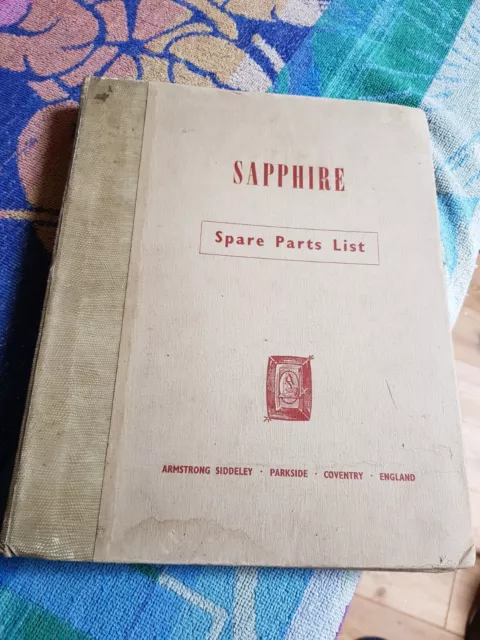 SAPPHIRE
Spare Parts List
ARMSTRONG SIDDELEY · PARKSIDE · COVENTRY · ENGLAND